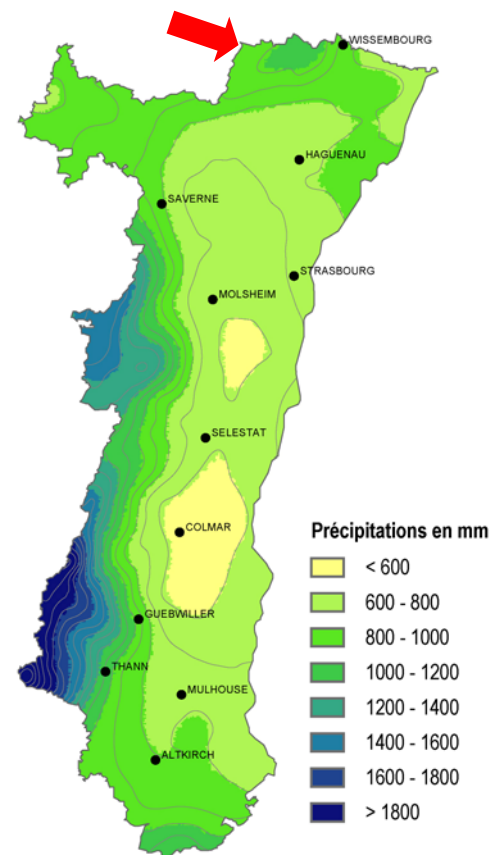 WISSEMBOURG
HAGUENAU
SAVERNE
STRASBOURG
MOLSHEIM
SELESTAT
COLMAR
GUEBWILLER
THANN
MULHOUSE
ALTKIRCH
Précipitations en mm
< 600
600 - 800
800 - 1000
1000 - 1200
1200 - 1400
1400 - 1600
1600 - 1800
> 1800